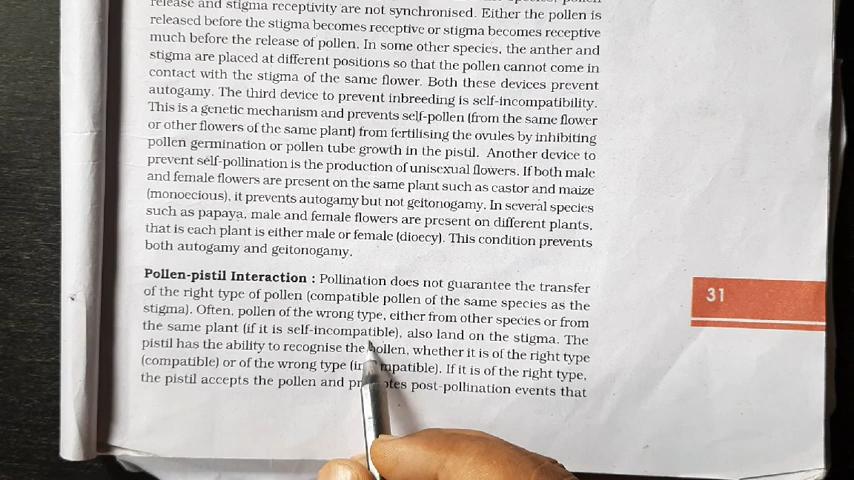 release and stigma receptivity are not synchronised. Either the pollen is
released before the stigma becomes receptive or stigma becomes receptive
much before the release of pollen. In some other species, the anther and
stigma are placed at different positions so that the pollen cannot come in
contact with the stigma of the same flower. Both these devices prevent
autogamy. The third device to prevent inbreeding is self-incompatibility.
This is a genetic mechanism and prevents self-pollen (from the same flower
or other flowers of the same plant) from fertilising the ovules by inhibiting
pollen germination or pollen tube growth in the pistil. Another device to
prevent self-pollination is the production of unisexual flowers. If both male
and female flowers are present on the same plant such as castor and maize
(monoecious), it prevents autogamy but not geitonogamy. In several species
such as papaya, male and female flowers are present on different plants,
that is each plant is either male or female (dioecy). This condition prevents
both autogamy and geitonogamy.
Pollen-pistil Interaction : Pollination does not guarantee the transfer
of the right type of pollen (compatible pollen of the same species as the
stigma). Often, pollen of the wrong type, either from other species or from
the same plant (if it is self-incompatible), also land on the stigma. The
pistil has the ability to recognise the pollen, whether it is of the right type
(compatible) or of the wrong type. If it is of the right type,
the pistil accepts the pollen and post-pollination events that
31